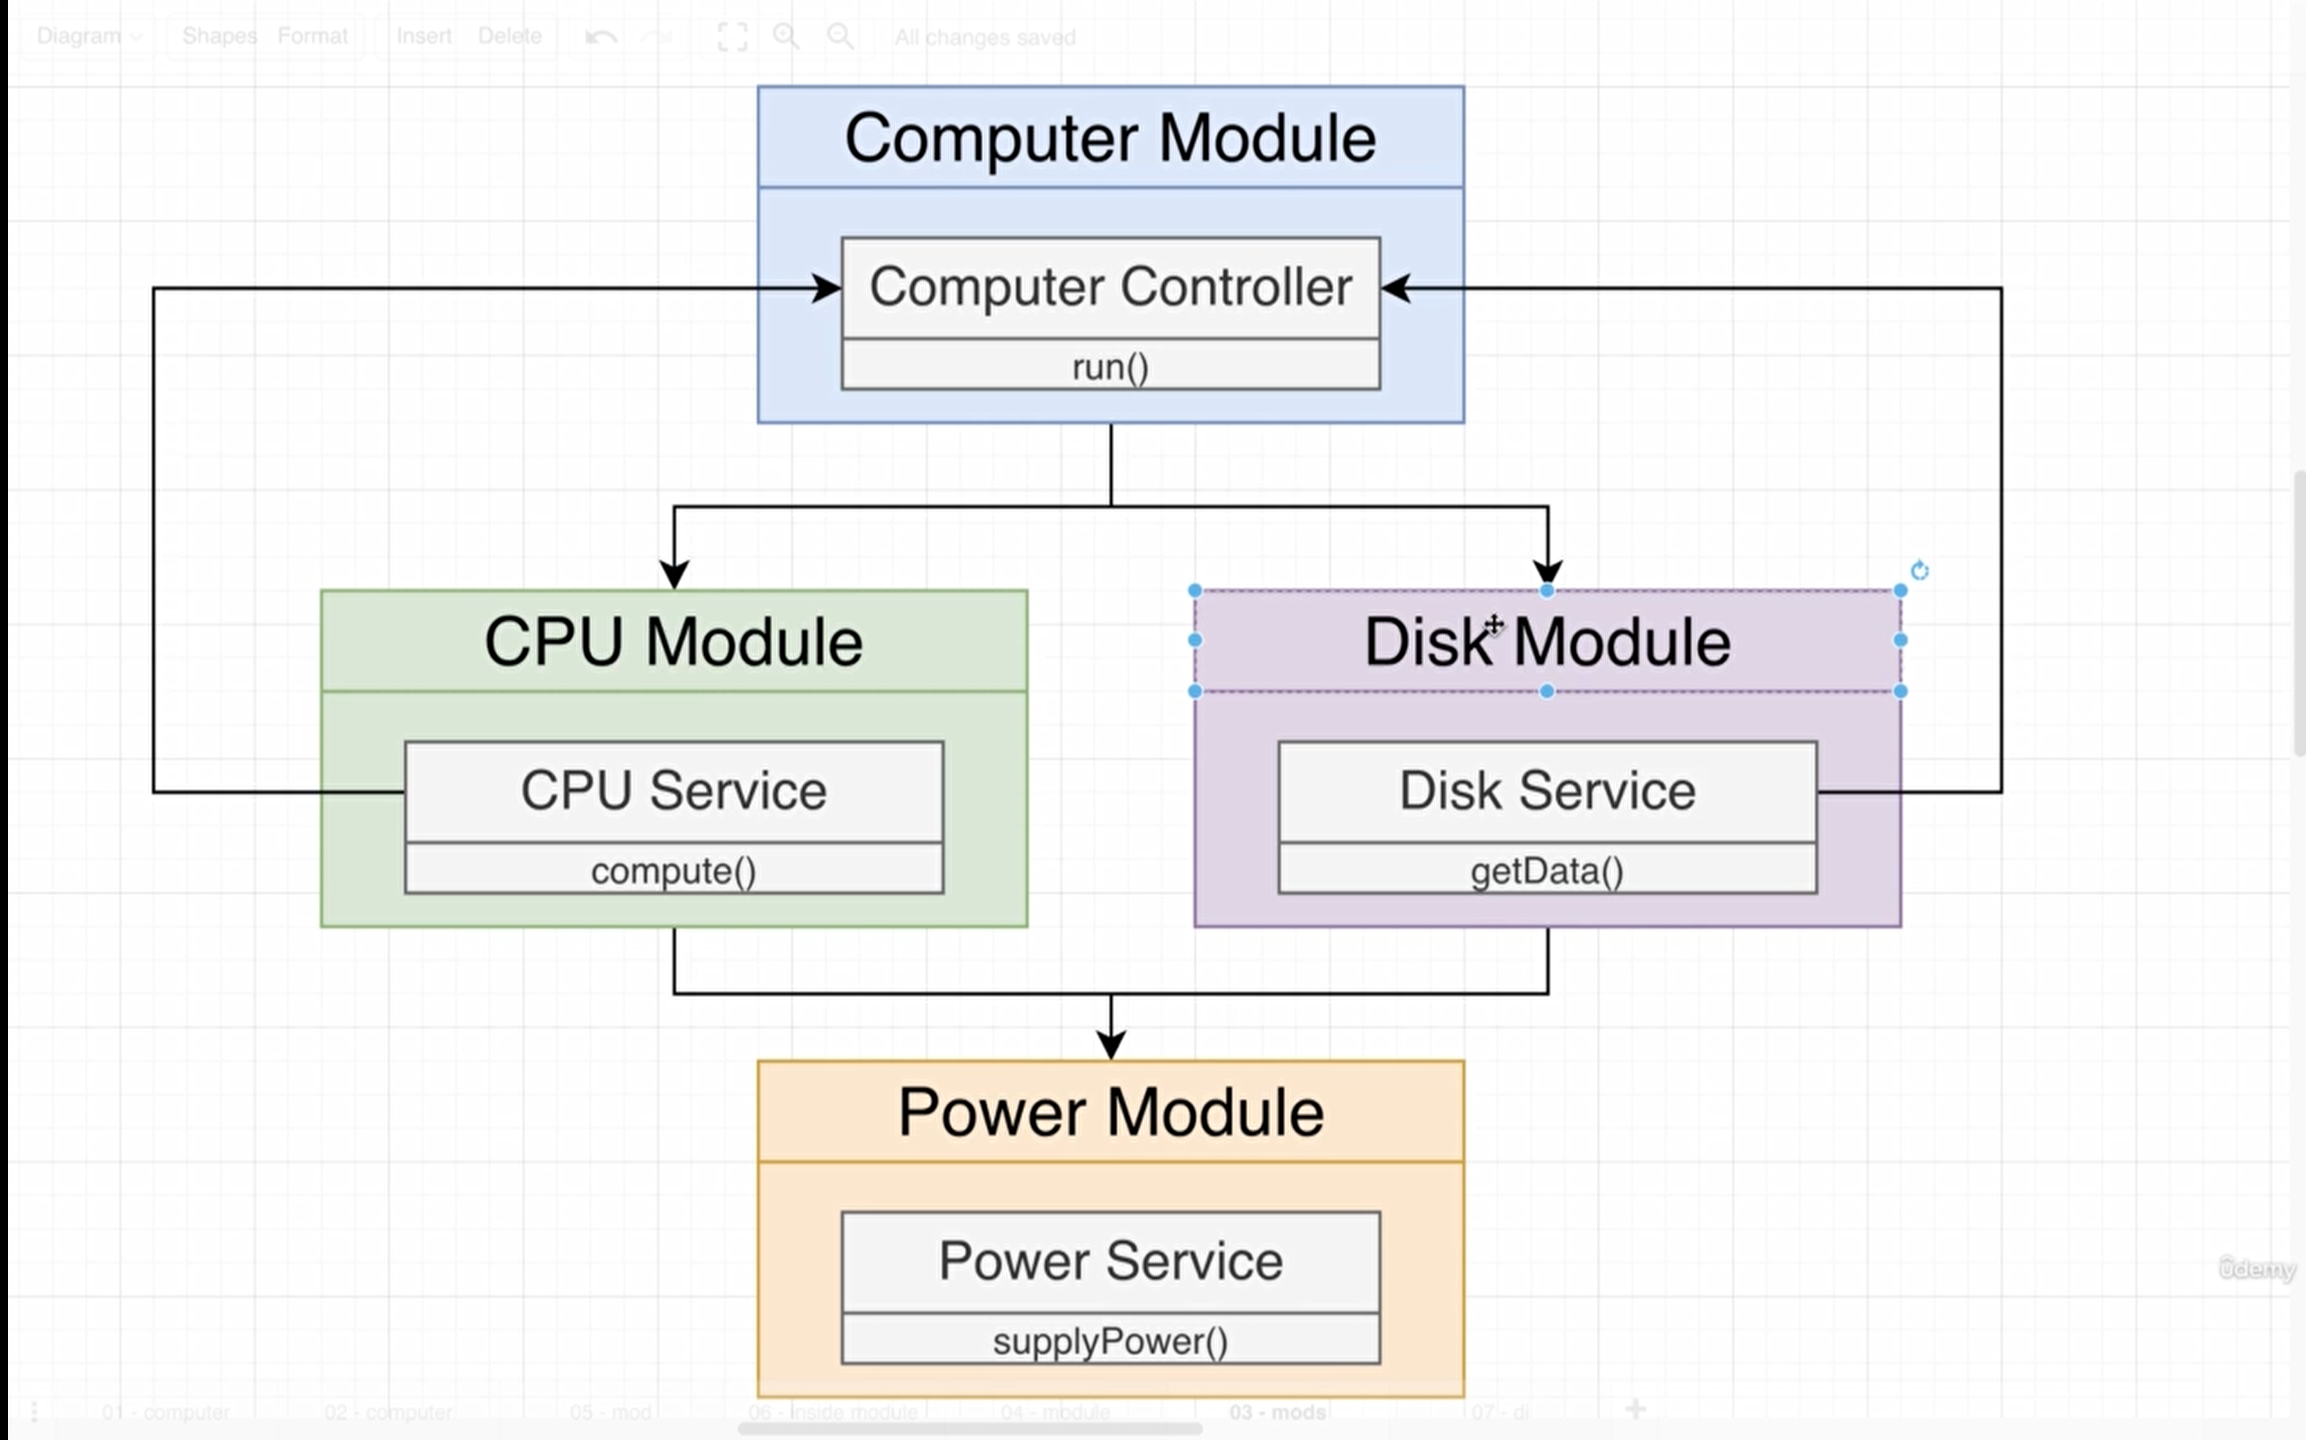 Diagram Shapes Format Insert Delete All changes saved
Computer Module
Computer Controller
run()
CPU Module
Disk Module
CPU Service
Disk Service
compute()
getData()
Power Module
Power Service
supplyPower()
ûdemy
01 - computer 02 - computer 05 - mod 06 - inside module 04 - module 03 - mods 07 - di